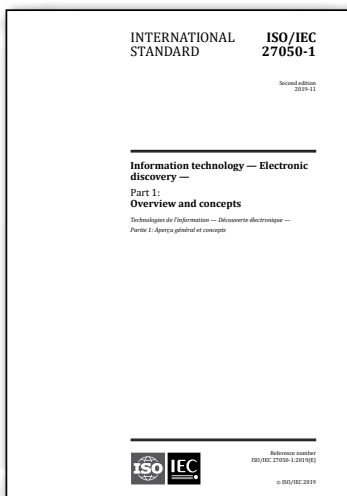 INTERNATIONAL STANDARD
ISO/IEC 27050-1
Second edition
2019-11
Information technology — Electronic
discovery —
Part 1:
Overview and concepts
Technologies de l'information — Découverte électronique —
Partie 1: Aperçu général et concepts
ISO IEC
Reference number
ISO/IEC 27050-1:2019(E)
© ISO/IEC 2019